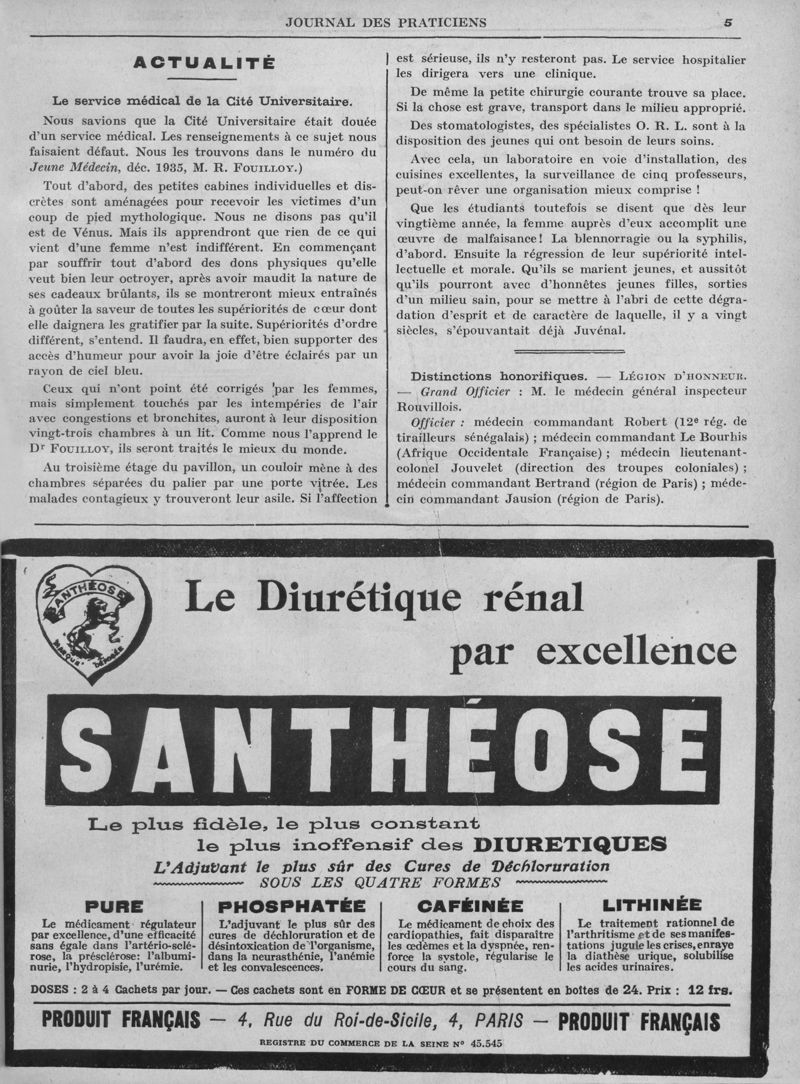 JOURNAL DES PRATICIENS 5
ACTUALITÉ
Le service médical de la Cité Universitaire.
Nous savions que la Cité Universitaire était douée
d'un service médical. Les renseignements à ce sujet nous
faisaient défaut. Nous les trouvons dans le numéro du
Jeune Médecin, déc. 1935, M. R. FOUILLOY.)
Tout d'abord, des petites cabines individuelles et dis-
crètes sont aménagées pour recevoir les victimes d'un
coup de pied mythologique. Nous ne disons pas qu'il
est de Vénus. Mais ils apprendront que rien de ce qui
vient d'une femme n'est indifférent. En commençant
par souffrir tout d'abord des dons physiques qu'elle
veut bien leur octroyer, après avoir maudit la nature de
ses cadeaux brûlants, ils se montreront mieux entraînés
à goûter la saveur de toutes les supériorités de cœur dont
elle daignera les gratifier par la suite. Supériorités d'ordre
différent, s'entend. Il faudra, en effet, bien supporter des
accès d'humeur pour avoir la joie d'être éclairés par un
rayon de ciel bleu.
Ceux qui n'ont point été corrigés par les femmes,
mais simplement touchés par les intempéries de l'air
avec congestions et bronchites, auront à leur disposition
vingt-trois chambres à un lit. Comme nous l'apprend le
Dr FOUILLOY, ils seront traités le mieux du monde.
Au troisième étage du pavillon, un couloir mène à des
chambres séparées du palier par une porte vitrée. Les
malades contagieux y trouveront leur asile. Si l'affection
est sérieuse, ils n'y resteront pas. Le service hospitalier
les dirigera vers une clinique.
De même la petite chirurgie courante trouve sa place.
Si la chose est grave, transport dans le milieu approprié.
Des stomatologistes, des spécialistes O. R. L. sont à la
disposition des jeunes qui ont besoin de leurs soins.
Avec cela, un laboratoire en voie d'installation, des
cuisines excellentes, la surveillance de cinq professeurs,
peut-on rêver une organisation mieux comprise !
Que les étudiants toutefois se disent que dès leur
vingtième année, la femme auprès d'eux accomplit une
œuvre de malfaisance! La blennorragie ou la syphilis,
d'abord. Ensuite la régression de leur supériorité intel-
lectuelle et morale. Qu'ils se marient jeunes, et aussitôt
qu'ils pourront avec d'honnêtes jeunes filles, sorties
d'un milieu sain, pour se mettre à l'abri de cette dégra-
dation d'esprit et de caractère de laquelle, il y a vingt
siècles, s'épouvantait déjà Juvénal.
Distinctions honorifiques. — LÉGION D'HONNEUR.
— Grand Officier : M. le médecin général inspecteur
Rouvillois.
Officier : médecin commandant Robert (12e rég. de
tirailleurs sénégalais) ; médecin commandant Le Bourhis
(Afrique Occidentale Française) ; médecin lieutenant-
colonel Jouvelet (direction des troupes coloniales) ;
médecin commandant Bertrand (région de Paris) ; méde-
cin commandant Jausion (région de Paris).
SANTHÉOSE
MARQUE DÉPOSÉE
Le Diurétique rénal
par excellence
SANTHÉOSE
Le plus fidèle, le plus constant
le plus inoffensif des DIURETIQUES
L'Adjuvant le plus sûr des Cures de Déchloruration
SOUS LES QUATRE FORMES
PURE
Le médicament régulateur
par excellence, d'une efficacité
sans égale dans l'artério-sclé-
rose, la présclérose: l'albumi-
nurie, l'hydropisie, l'urémie.
PHOSPHATÉE
L'adjuvant le plus sûr des
cures de déchloruration et de
désintoxication de l'organisme,
dans la neurasthénie, l'anémie
et les convalescences.
CAFÉINÉE
Le médicament de choix des
cardiopathies, fait disparaître
les œdèmes et la dyspnée, ren-
force la systole, régularise le
cours du sang.
LITHINÉE
Le traitement rationnel de
l'arthritisme et de ses manifes-
tations jugule les crises, enraye
la diathèse urique, solubilise
les acides urinaires.
DOSES : 2 à 4 Cachets par jour. — Ces cachets sont en FORME DE CŒUR et se présentent en boîtes de 24. Prix : 12 frs.
PRODUIT FRANÇAIS — 4, Rue du Roi-de-Sicile, 4, PARIS — PRODUIT FRANÇAIS
REGISTRE DU COMMERCE DE LA SEINE No 45.545